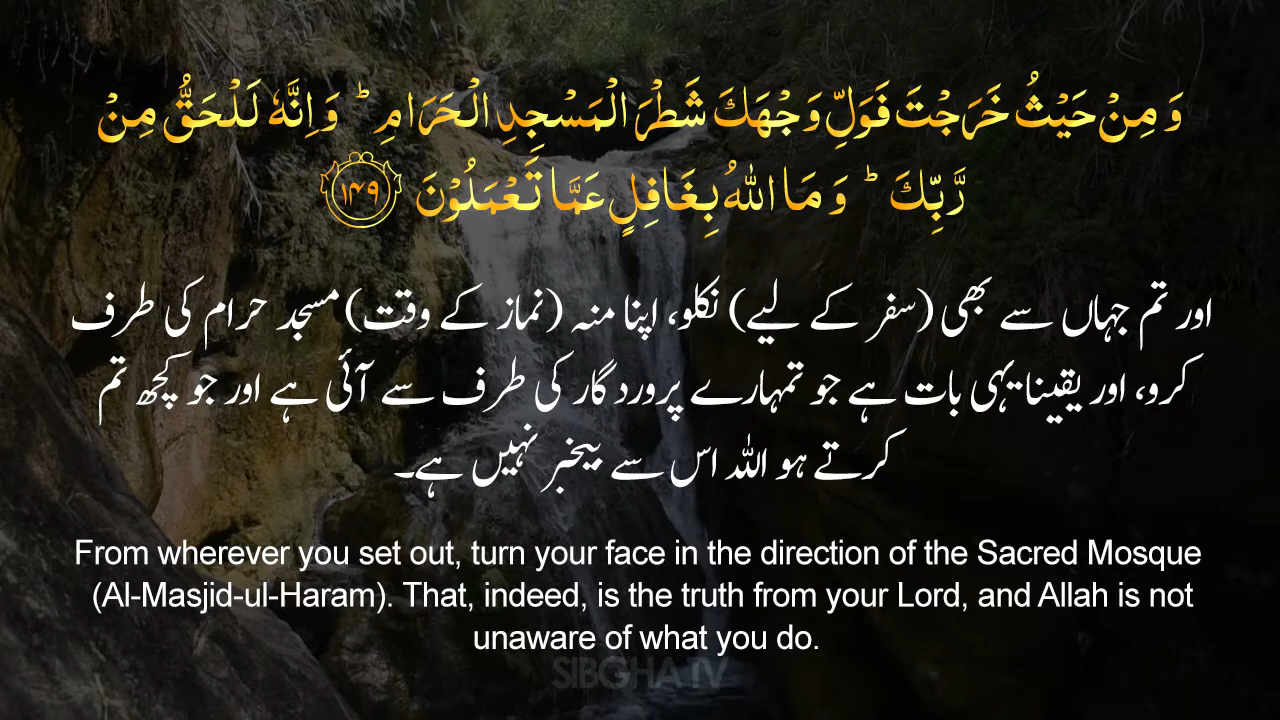 وَ مِنْ حَیْثُ خَرَجْتَ فَوَلِّ وَجْهَكَ شَطْرَ الْمَسْجِدِ الْحَرَامِ ؕ وَ اِنَّهٗ لَلْحَقُّ مِنْ
رَّبِّكَ ؕ وَ مَا اللّٰهُ بِغَافِلٍ عَمَّا تَعْمَلُوْنَ ﴿۱۴۹﴾
اور تم جہاں سے بھی (سفر کے لیے) نکلو، اپنا منہ (نماز کے وقت) مسجد حرام کی طرف
کرو، اور یقینا یہی بات ہے جو تمہارے پروردگار کی طرف سے آئی ہے اور جو کچھ تم
کرتے ہو اللہ اس سے بیخبر نہیں ہے۔
From wherever you set out, turn your face in the direction of the Sacred Mosque
(Al-Masjid-ul-Haram). That, indeed, is the truth from your Lord, and Allah is not
unaware of what you do.
SIBGHA TV